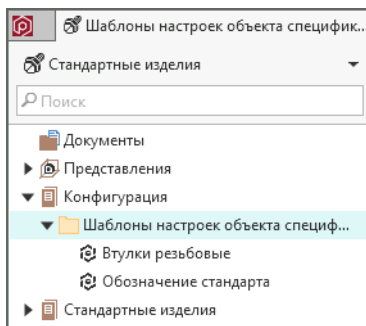 Шаблоны настроек объекта специфик...
Стандартные изделия
Поиск
Документы
Представления
Конфигурация
Шаблоны настроек объекта специф...
Втулки резьбовые
Обозначение стандарта
Стандартные изделия